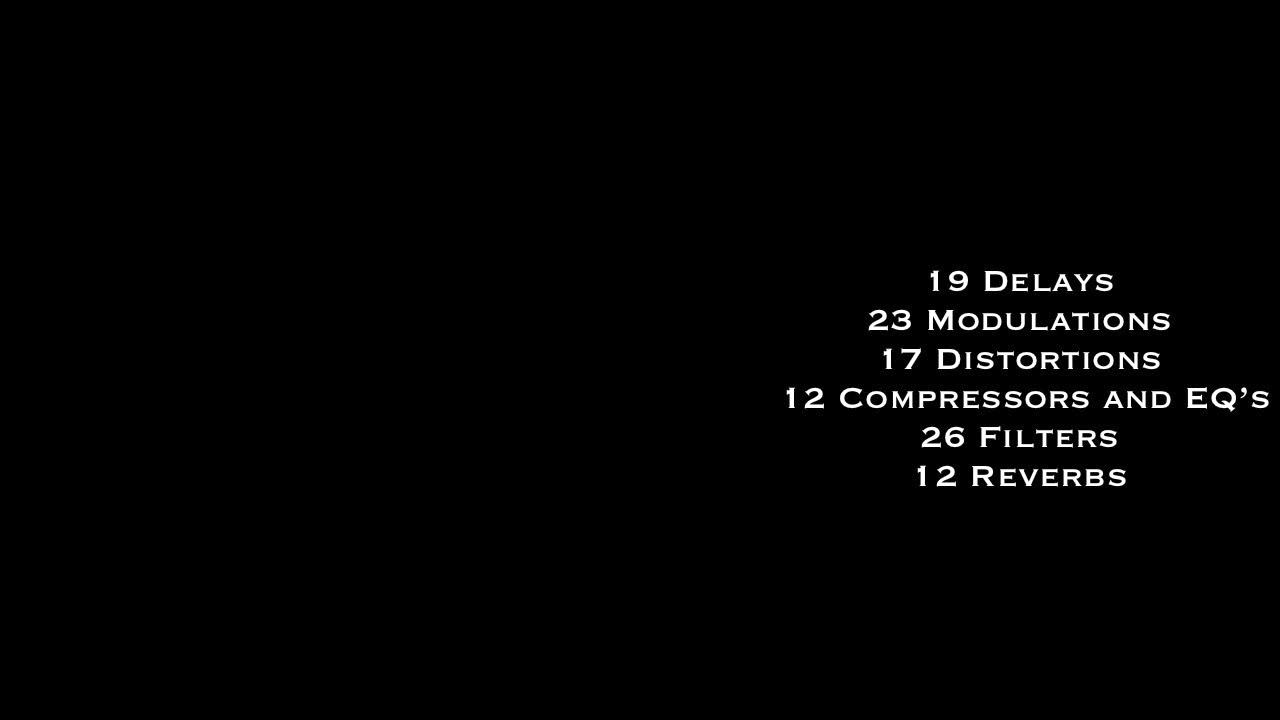 19 Delays
23 Modulations
17 Distortions
12 Compressors and EQ’s
26 Filters
12 Reverbs